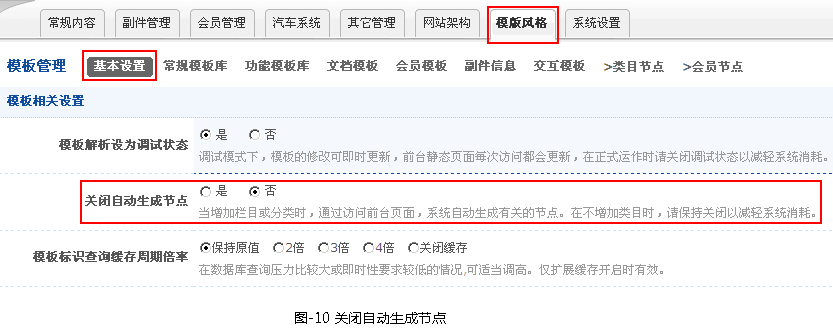 常规内容 副件管理 会员管理 汽车系统 其它管理 网站架构 模版风格 系统设置
模板管理 基本设置 常规模板库 功能模板库 文档模板 会员模板 副件信息 交互模板 >类目节点 >会员节点
模板相关设置
模板解析设为调试状态 是 否
调试模式下，模板的修改可即时更新，前台静态页面每次访问都会更新，在正式运作时请关闭调试状态以减轻系统消耗。
关闭自动生成节点 是 否
当增加栏目或分类时，通过访问前台页面，系统自动生成有关的节点。在不增加类目时，请保持关闭以减轻系统消耗。
模板标识查询缓存周期倍率 保持原值 2倍 3倍 4倍 关闭缓存
在数据库查询压力比较大或即时性要求较低的情况,可适当调高。仅扩展缓存开启时有效。
图-10 关闭自动生成节点